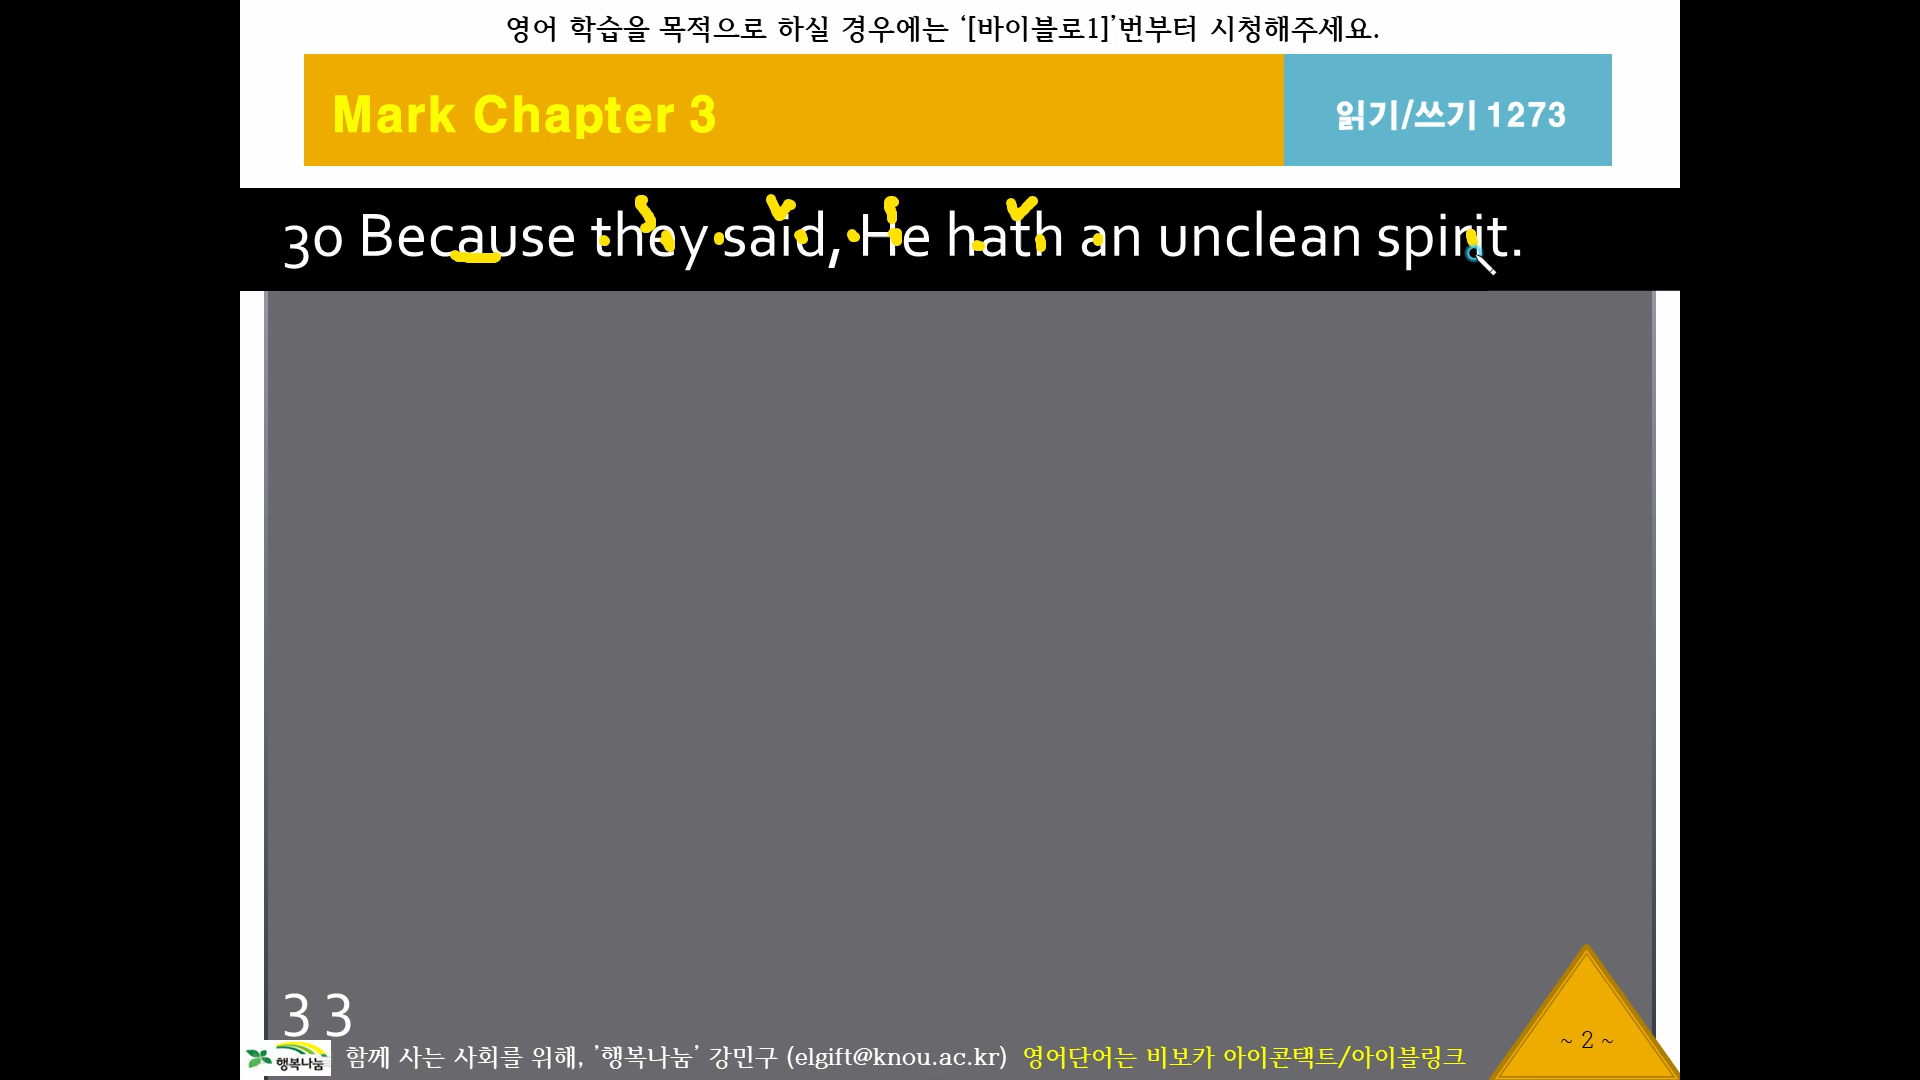 영어 학습을 목적으로 하실 경우에는 ‘[바이블로1]’번부터 시청해주세요.
Mark Chapter 3
읽기/쓰기 1273
30 Because they said, He hath an unclean spirit.
3 3
~ 2 ~
행복나눔 함께 사는 사회를 위해, ’행복나눔’ 강민구 (elgift@knou.ac.kr) 영어단어는 비보카 아이콘택트/아이블링크